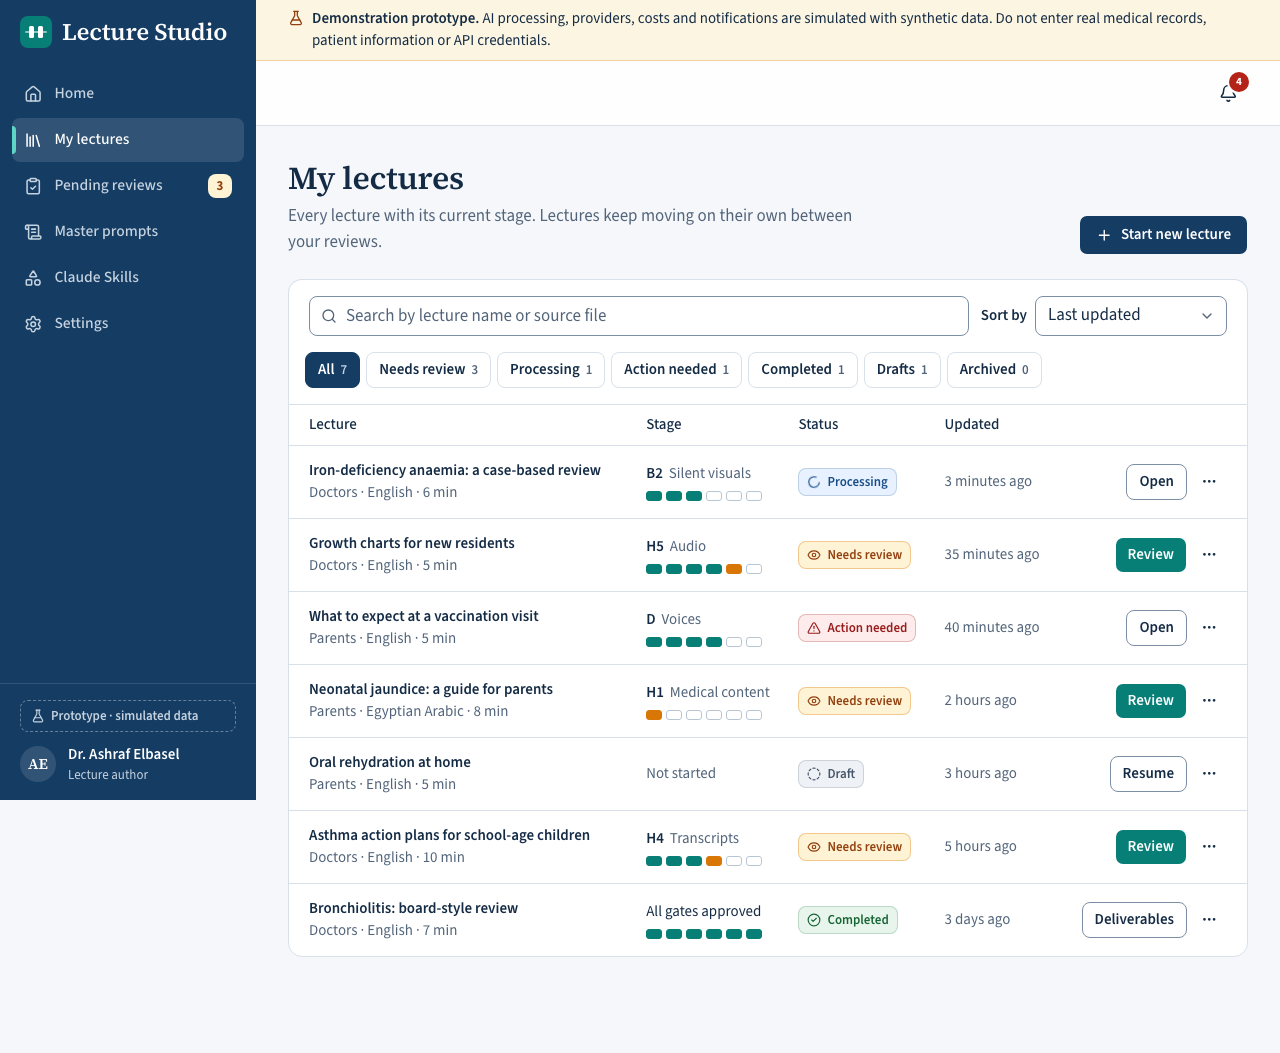 Lecture Studio
Home
My lectures
Pending reviews 3
Master prompts
Claude Skills
Settings
Prototype · simulated data
AE
Dr. Ashraf Elbasel
Lecture author
Demonstration prototype. AI processing, providers, costs and notifications are simulated with synthetic data. Do not enter real medical records,
patient information or API credentials.
4
My lectures
Every lecture with its current stage. Lectures keep moving on their own between
your reviews.
Start new lecture
Search by lecture name or source file
Sort by
Last updated
All 7
Needs review 3
Processing 1
Action needed 1
Completed 1
Drafts 1
Archived 0
Lecture Stage Status Updated
Iron-deficiency anaemia: a case-based review
Doctors · English · 6 min
B2 Silent visuals
Processing
3 minutes ago
Open
Growth charts for new residents
Doctors · English · 5 min
H5 Audio
Needs review
35 minutes ago
Review
What to expect at a vaccination visit
Parents · English · 5 min
D Voices
Action needed
40 minutes ago
Open
Neonatal jaundice: a guide for parents
Parents · Egyptian Arabic · 8 min
H1 Medical content
Needs review
2 hours ago
Review
Oral rehydration at home
Parents · English · 5 min
Not started
Draft
3 hours ago
Resume
Asthma action plans for school-age children
Doctors · English · 10 min
H4 Transcripts
Needs review
5 hours ago
Review
Bronchiolitis: board-style review
Doctors · English · 7 min
All gates approved
Completed
3 days ago
Deliverables